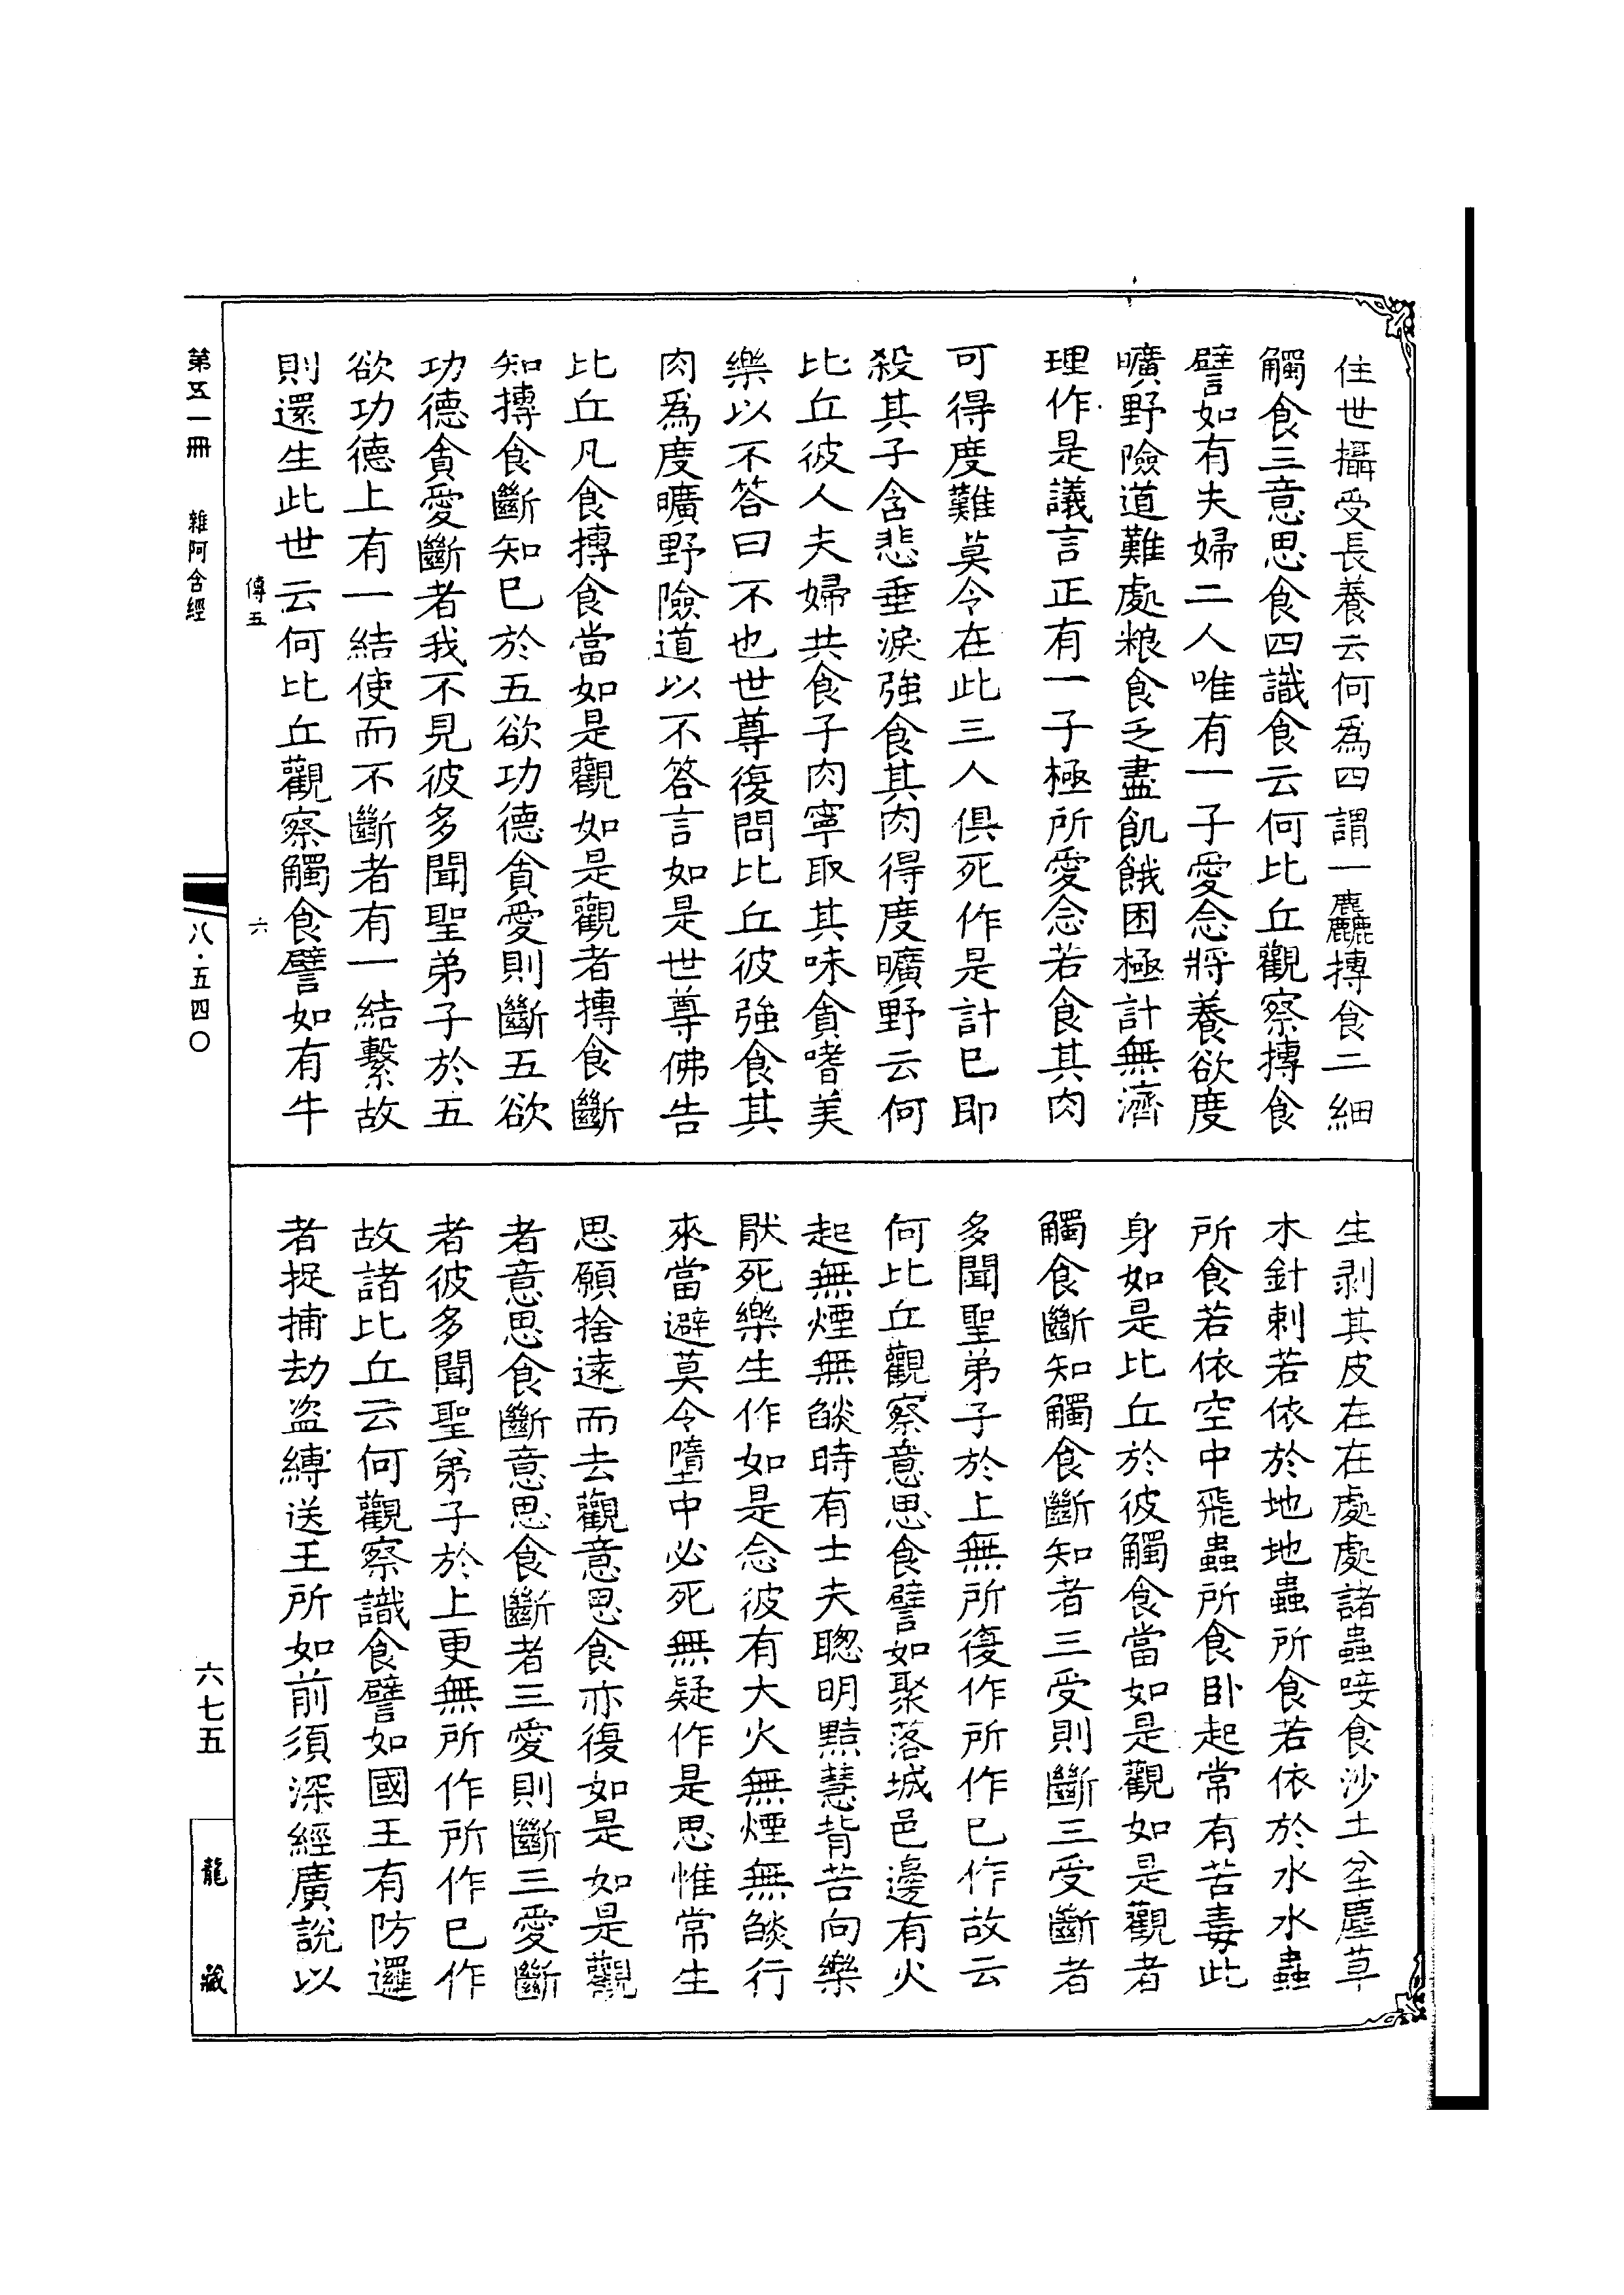 住世攝受長養云何爲四謂一麤摶食二細
觸食三意思食四識食云何比丘觀察摶食
譬如有夫婦二人唯有一子愛念將養欲度
曠野險道難處粮食乏盡飢餓困極計無濟
理作是議言正有一子極所愛念若食其肉
可得度難莫令在此三人俱死作是計已即
殺其子含悲垂淚強食其肉得度曠野云何
比丘彼人夫婦共食子肉寧取其味貪嗜美
樂以不答曰不也世尊復問比丘彼強食其
肉爲度曠野險道以不答言如是世尊佛告
比丘凡食摶食當如是觀如是觀者摶食斷
知摶食斷知已於五欲功德貪愛則斷五欲
功德貪愛斷者我不見彼多聞聖弟子於五
欲功德上有一結使而不斷者有一結繫故
則還生此世云何比丘觀察觸食譬如有牛
傳五
六
生剥其皮在在處處諸蟲唼食沙土坌塵草
木針刺若依於地地蟲所食若依於水水蟲
所食若依空中飛蟲所食卧起常有苦毒此
身如是比丘於彼觸食當如是觀如是觀者
觸食斷知觸食斷知者三受則斷三受斷者
多聞聖弟子於上無所復作所作已作故云
何比丘觀察意思食譬如聚落城邑邊有火
起無煙無燄時有士夫聰明黠慧背苦向樂
厭死樂生作如是念彼有大火無煙無燄行
來當避莫令墮中必死無疑作是思惟常生
思願捨遠而去觀意思食亦復如是如是觀
者意思食斷意思食斷者三愛則斷三愛斷
者彼多聞聖弟子於上更無所作所作已作
故諸比丘云何觀察識食譬如國王有防邏
者捉捕劫盜縛送王所如前須深經廣說以
第五一冊 雜阿含經
八・五四〇
六七五
龍藏